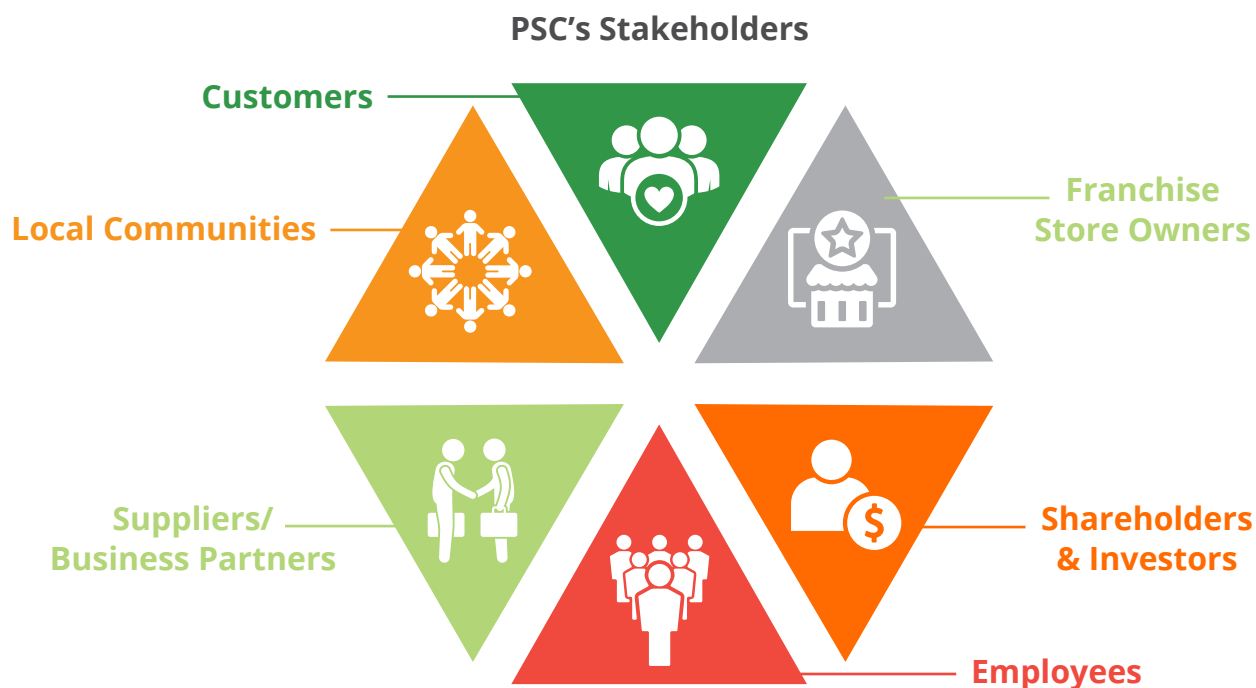 PSC's Stakeholders
Customers
Local Communities
Franchise
Store Owners
Suppliers/
Business Partners
Shareholders
& Investors
Employees
$